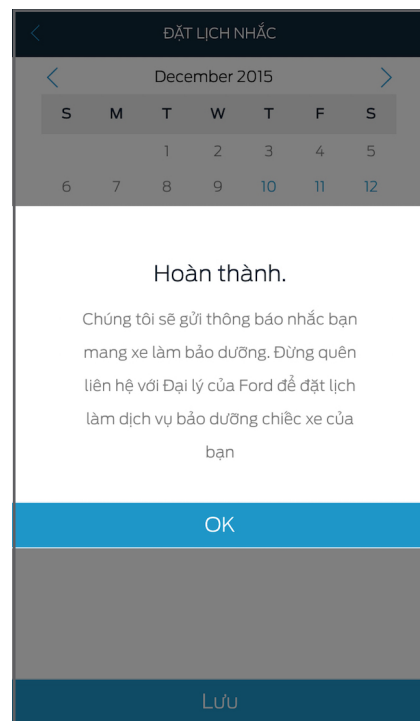 ĐẶT LỊCH NHẮC
December 2015
S M T W T F S
1 2 3 4 5
6 7 8 9 10 11 12
Hoàn thành.
Chúng tôi sẽ gửi thông báo nhắc bạn
mang xe làm bảo dưỡng. Đừng quên
liên hệ với Đại lý của Ford để đặt lịch
làm dịch vụ bảo dưỡng chiếc xe của
bạn
OK
Lưu